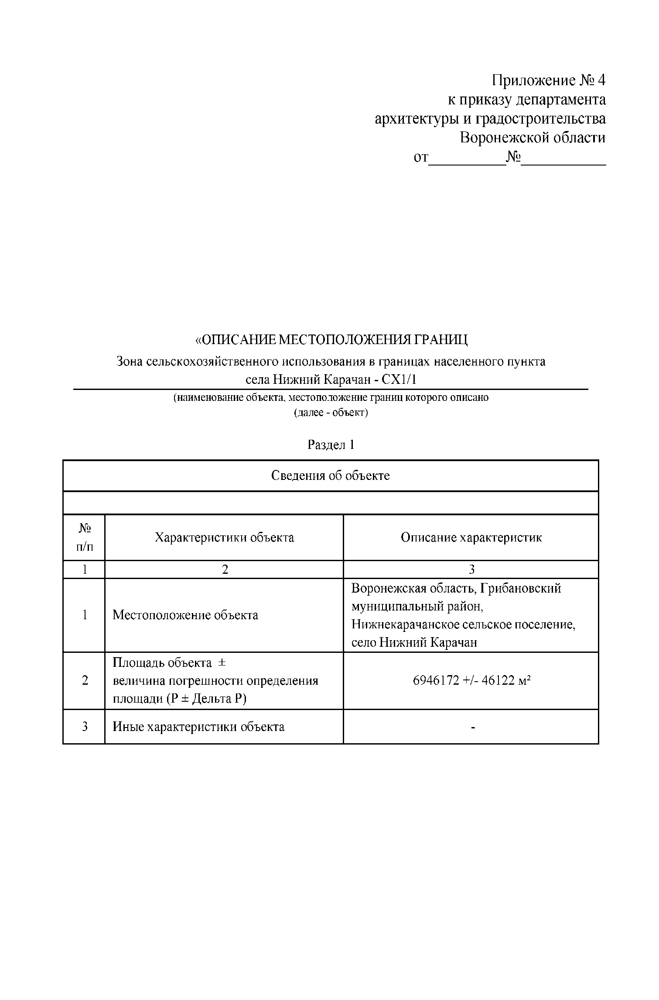 Приложение № 4
к приказу департамента
архитектуры и градостроительства
Воронежской области
от___________№____________
«ОПИСАНИЕ МЕСТОПОЛОЖЕНИЯ ГРАНИЦ
Зона сельскохозяйственного использования в границах населенного пункта
села Нижний Карачан - СХ1/1
(наименование объекта, местоположение границ которого описано
(далее - объект)
Раздел 1
Сведения об объекте
№
п/п
Характеристики объекта
Описание характеристик
1
2
3
1
Местоположение объекта
Воронежская область, Грибановский
муниципальный район,
Нижнекарачанское сельское поселение,
село Нижний Карачан
2
Площадь объекта ±
величина погрешности определения
площади (P ± Дельта P)
6946172 +/- 46122 м²
3
Иные характеристики объекта
-